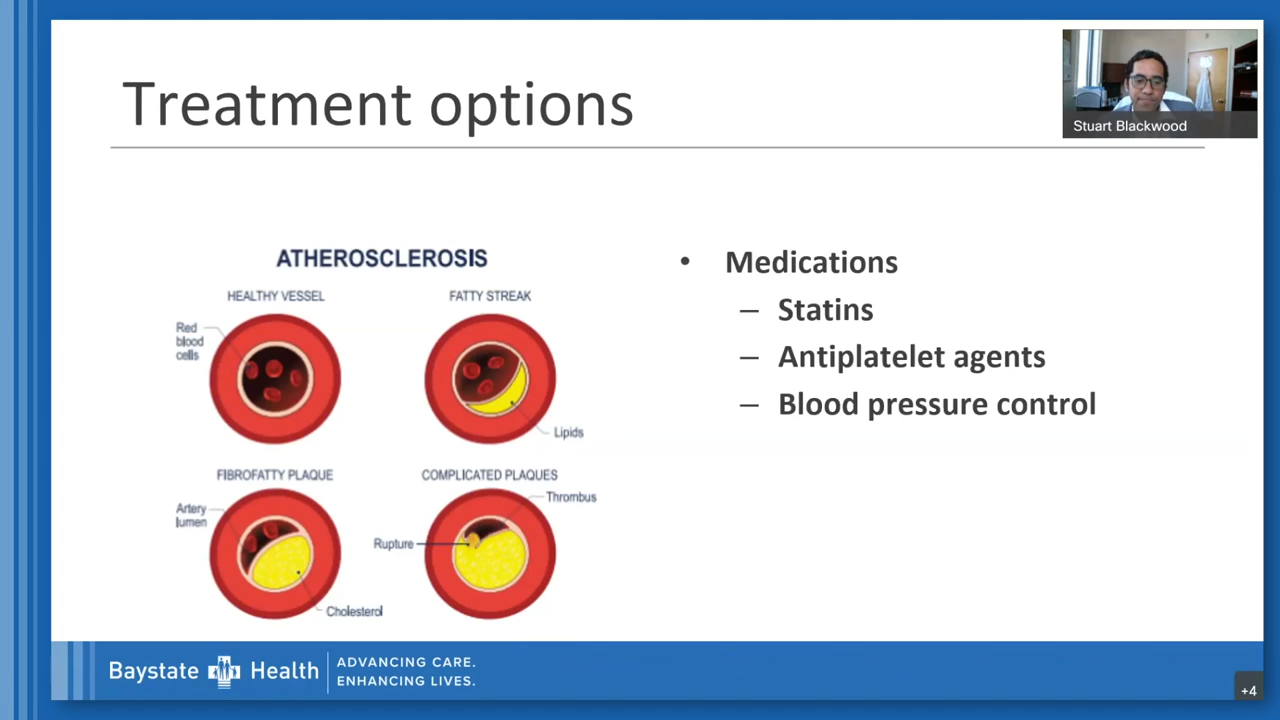 Treatment options
Stuart Blackwood
ATHEROSCLEROSIS
HEALTHY VESSEL
FATTY STREAK
Red
blood
cells
Lipids
FIBROFATTY PLAQUE
COMPLICATED PLAQUES
Artery
lumen
Thrombus
Rupture
Cholesterol
• Medications
– Statins
– Antiplatelet agents
– Blood pressure control
Baystate Health
ADVANCING CARE.
ENHANCING LIVES.
+4